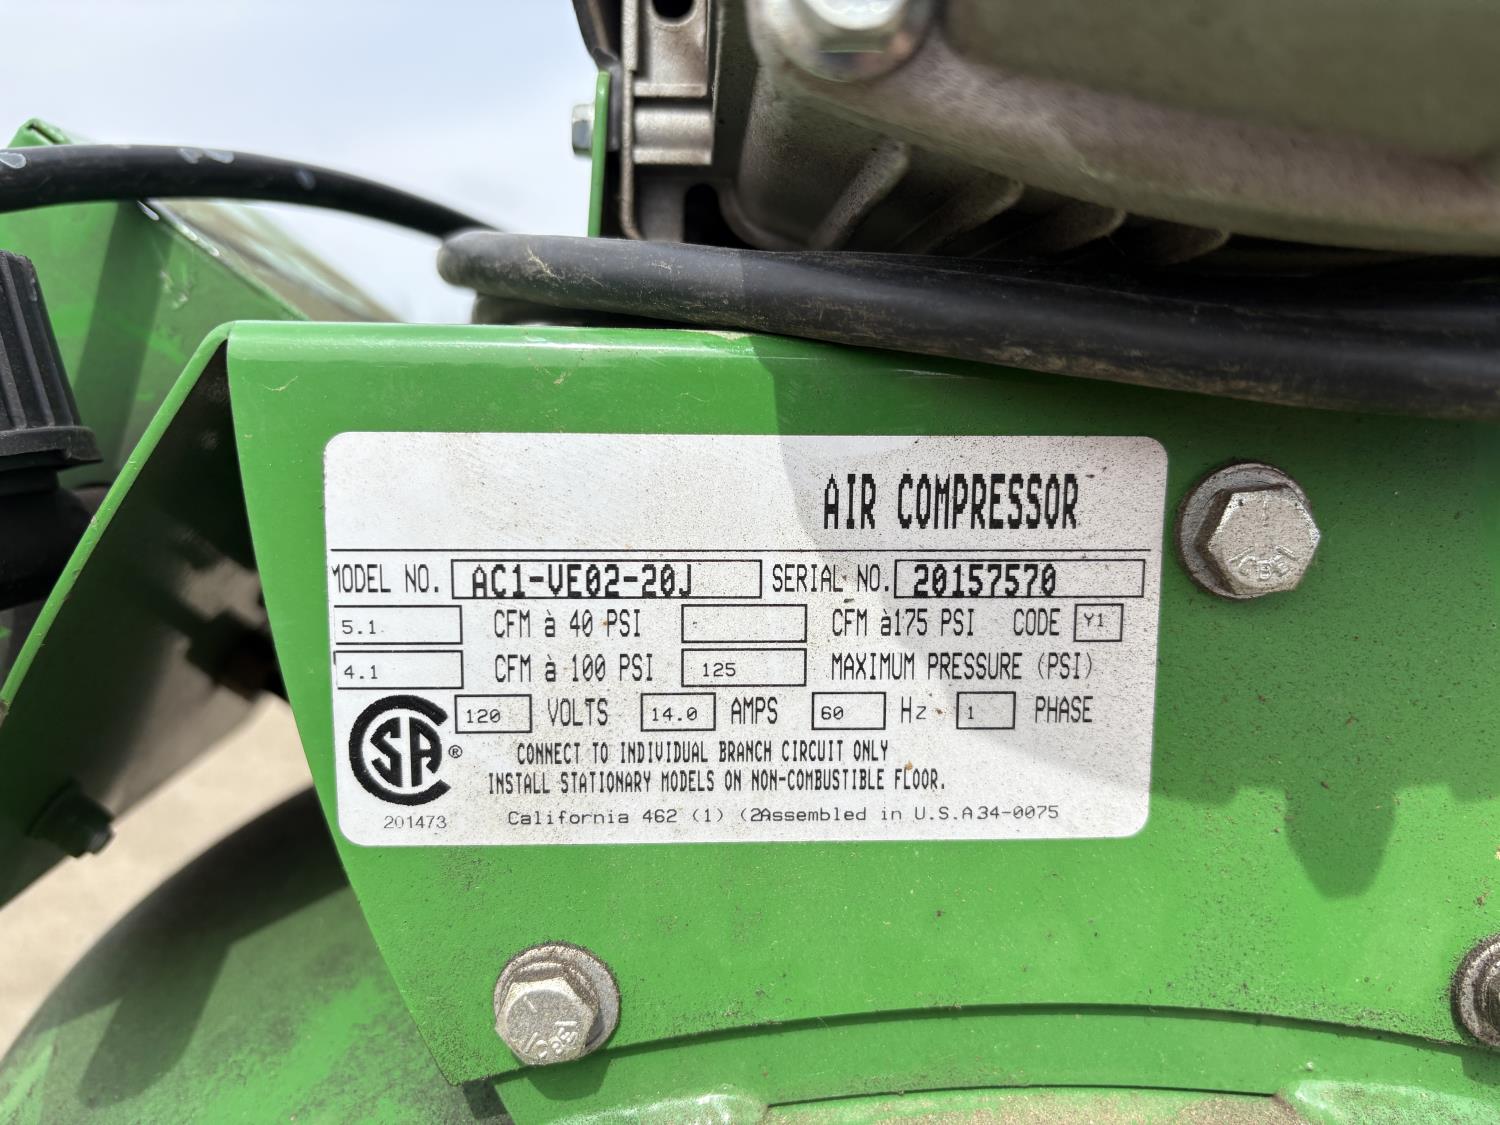 AIR COMPRESSOR
MODEL NO. AC1-VE02-20J SERIAL NO. 20157570
5.1 CFM à 40 PSI CFM à175 PSI CODE Y1
4.1 CFM à 100 PSI 125 MAXIMUM PRESSURE (PSI)
120 VOLTS 14.0 AMPS 60 Hz 1 PHASE
CSA ®
CONNECT TO INDIVIDUAL BRANCH CIRCUIT ONLY
INSTALL STATIONARY MODELS ON NON-COMBUSTIBLE FLOOR.
201473 California 462 (1) (2Assembled in U.S.A34-0075